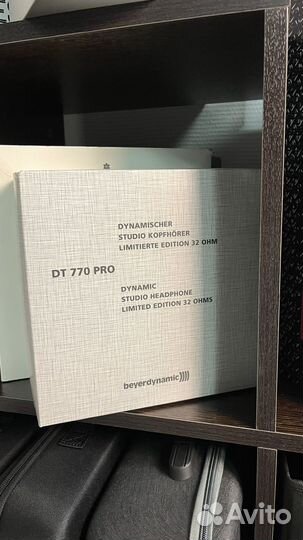 DYNAMISCHER
STUDIO KOPFHÖRER
LIMITIERTE EDITION 32 OHM
DT 770 PRO
DYNAMIC
STUDIO HEADPHONE
LIMITED EDITION 32 OHMS
beyerdynamic))))
Avito